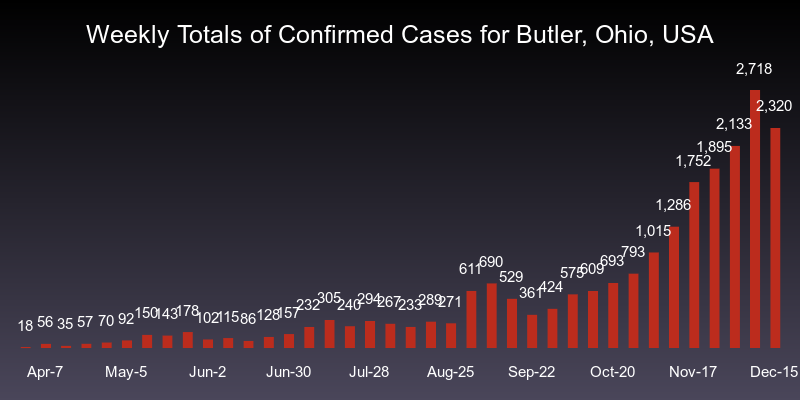 Weekly Totals of Confirmed Cases for Butler, Ohio, USA
18 56 35 57 70 92 150 143 178 102 115 86 128 157 232 305 240 294 267 233 289 271 611 690 529 361 424 575 609 693 793 1,015 1,286 1,752 1,895 2,133 2,718 2,320
Apr-7 May-5 Jun-2 Jun-30 Jul-28 Aug-25 Sep-22 Oct-20 Nov-17 Dec-15